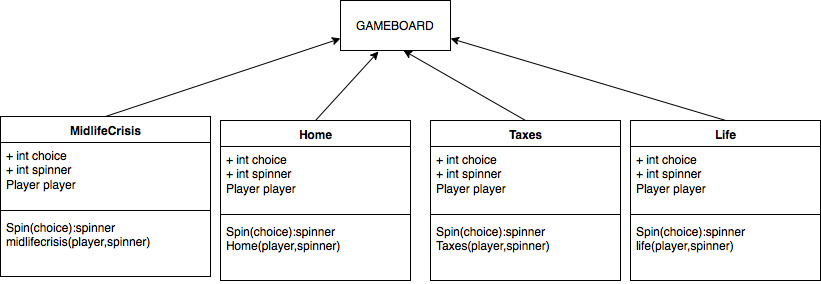 GAMEBOARD
MidlifeCrisis
+ int choice
+ int spinner
Player player
Spin(choice):spinner
midlifecrisis(player,spinner)
Home
+ int choice
+ int spinner
Player player
Spin(choice):spinner
Home(player,spinner)
Taxes
+ int choice
+ int spinner
Player player
Spin(choice):spinner
Taxes(player,spinner)
Life
+ int choice
+ int spinner
Player player
Spin(choice):spinner
life(player,spinner)